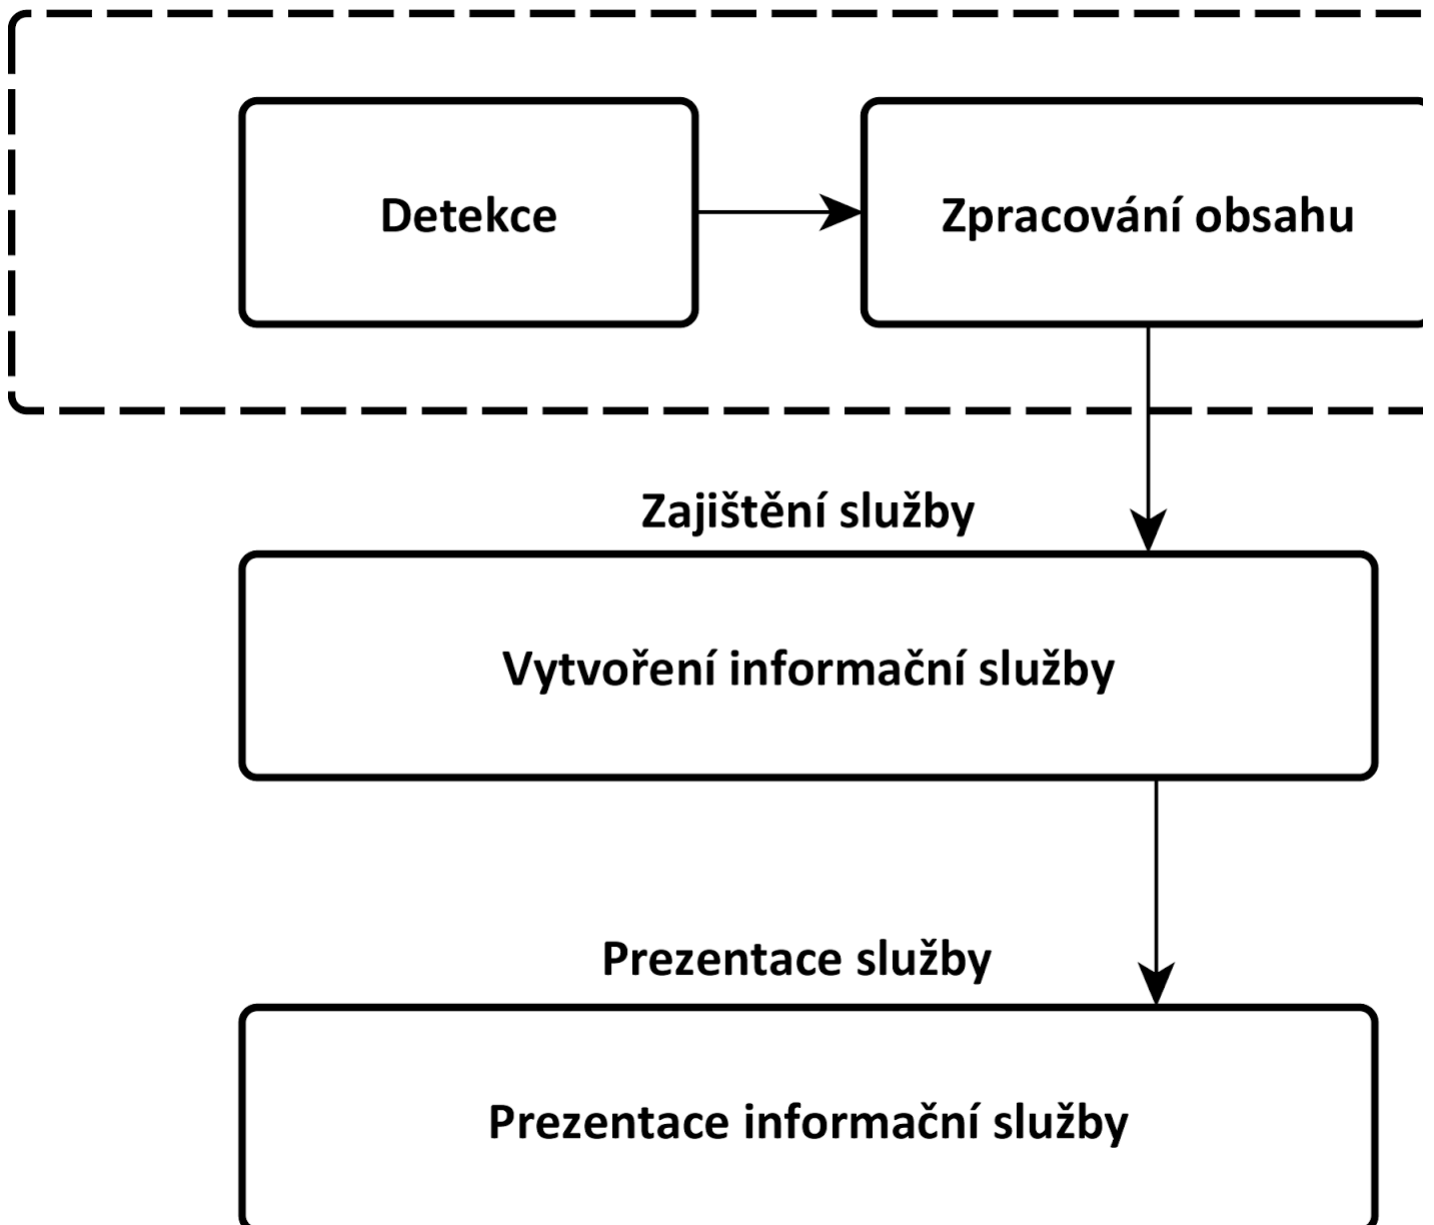 Detekce
Zpracování obsahu
Zajištění služby
Vytvoření informační služby
Prezentace služby
Prezentace informační služby